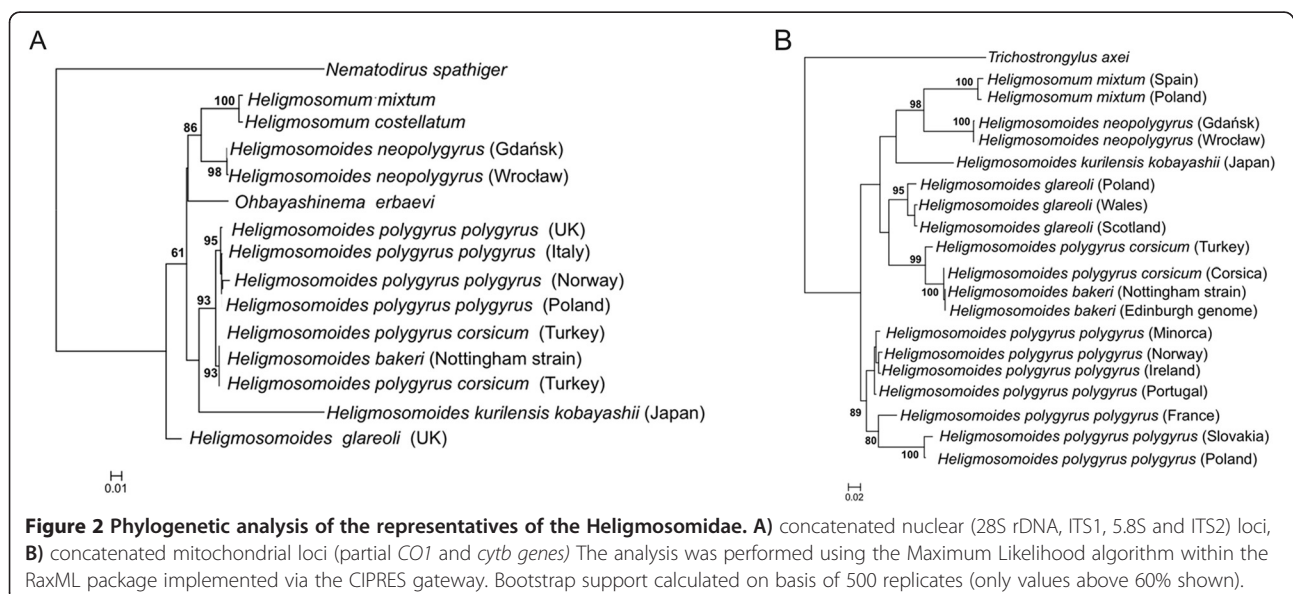 A
Nematodirus spathiger
100
Heligmosomum mixtum
Heligmosomum costellatum
86
Heligmosomoides neopolygyrus (Gdańsk)
98
Heligmosomoides neopolygyrus (Wrocław)
Ohbayashinema erbaevi
61
Heligmosomoides polygyrus polygyrus (UK)
95
Heligmosomoides polygyrus polygyrus (Italy)
Heligmosomoides polygyrus polygyrus (Norway)
93
Heligmosomoides polygyrus polygyrus (Poland)
Heligmosomoides polygyrus corsicum (Turkey)
Heligmosomoides bakeri (Nottingham strain)
93
Heligmosomoides polygyrus corsicum (Turkey)
Heligmosomoides kurilensis kobayashii (Japan)
Heligmosomoides glareoli (UK)
0.01
B
Trichostrongylus axei
100
Heligmosomum mixtum (Spain)
Heligmosomum mixtum (Poland)
98
100
Heligmosomoides neopolygyrus (Gdańsk)
Heligmosomoides neopolygyrus (Wrocław)
Heligmosomoides kurilensis kobayashii (Japan)
95
Heligmosomoides glareoli (Poland)
Heligmosomoides glareoli (Wales)
Heligmosomoides glareoli (Scotland)
Heligmosomoides polygyrus corsicum (Turkey)
99
Heligmosomoides polygyrus corsicum (Corsica)
100
Heligmosomoides bakeri (Nottingham strain)
Heligmosomoides bakeri (Edinburgh genome)
Heligmosomoides polygyrus polygyrus (Minorca)
Heligmosomoides polygyrus polygyrus (Norway)
Heligmosomoides polygyrus polygyrus (Ireland)
Heligmosomoides polygyrus polygyrus (Portugal)
89
Heligmosomoides polygyrus polygyrus (France)
80
Heligmosomoides polygyrus polygyrus (Slovakia)
100
Heligmosomoides polygyrus polygyrus (Poland)
0.02
Figure 2 Phylogenetic analysis of the representatives of the Heligmosomidae. A) concatenated nuclear (28S rDNA, ITS1, 5.8S and ITS2) loci,
B) concatenated mitochondrial loci (partial CO1 and cytb genes) The analysis was performed using the Maximum Likelihood algorithm within the
RaxML package implemented via the CIPRES gateway. Bootstrap support calculated on basis of 500 replicates (only values above 60% shown).